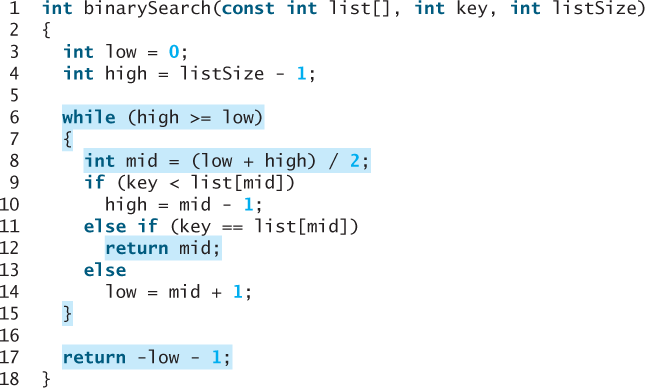 1 int binarySearch(const int list[], int key, int listSize)
2 {
3 int low = 0;
4 int high = listSize - 1;
5
6 while (high >= low)
7 {
8 int mid = (low + high) / 2;
9 if (key < list[mid])
10 high = mid - 1;
11 else if (key == list[mid])
12 return mid;
13 else
14 low = mid + 1;
15 }
16
17 return -low - 1;
18 }